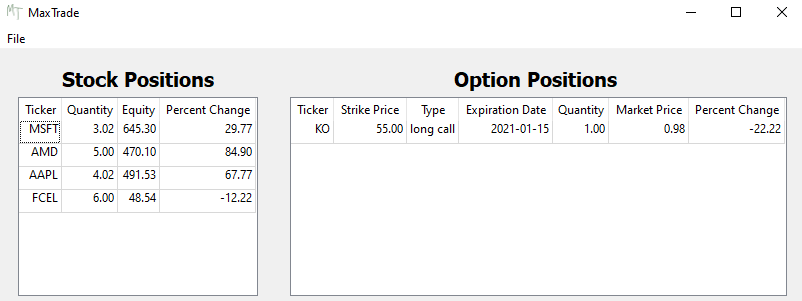 MT MaxTrade
File
Stock Positions
Ticker Quantity Equity Percent Change
MSFT 3.02 645.30 29.77
AMD 5.00 470.10 84.90
AAPL 4.02 491.53 67.77
FCEL 6.00 48.54 -12.22
Option Positions
Ticker Strike Price Type Expiration Date Quantity Market Price Percent Change
KO 55.00 long call 2021-01-15 1.00 0.98 -22.22